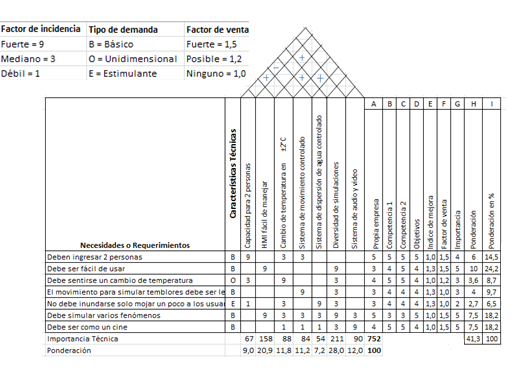 Factor de incidencia Tipo de demanda Factor de venta
Fuerte = 9 B = Básico Fuerte = 1,5
Mediano = 3 O = Unidimensional Posible = 1,2
Débil = 1 E = Estimulante Ninguno = 1,0
− +
+ + +
A B C D E F G H I
Necesidades o Requerimientos
Características Técnicas
Capacidad para 2 personas
HMI fácil de manejar
Cambio de temperatura en ±2°C
Sistema de movimiento controlado
Sistema de dispersión de agua controlado
Diversidad de simulaciones
Sistema de audio y video
Propia empresa
Competencia 1
Competencia 2
Objetivos
Indice de mejora
Factor de venta
Importancia
Ponderación
Ponderación en %
Deben ingresar 2 personas B 9 3 3 5 5 5 5 1,0 1,5 4 6 14,5
Debe ser fácil de usar B 9 9 3 4 5 4 1,3 1,5 5 10 24,2
Debe sentirse un cambio de temperatura O 3 9 3 4 5 5 4 1,0 1,2 3 3,6 8,7
El movimiento para simular temblores debe ser le B 9 3 3 4 4 4 1,3 1,0 3 4 9,7
No debe inundarse solo mojar un poco a los usuar E 1 3 9 3 3 4 4 1,3 1,0 2 2,7 6,5
Debe simular varios fenómenos B 9 3 3 3 9 3 5 3 3 5 1,0 1,5 5 7,5 18,2
Debe ser como un cine B 1 1 1 3 9 4 5 5 4 1,0 1,5 5 7,5 18,2
Importancia Técnica 67 158 88 84 54 211 90 752 41,3 100
Ponderación 9,0 20,9 11,8 11,2 7,2 28,0 12,0 100